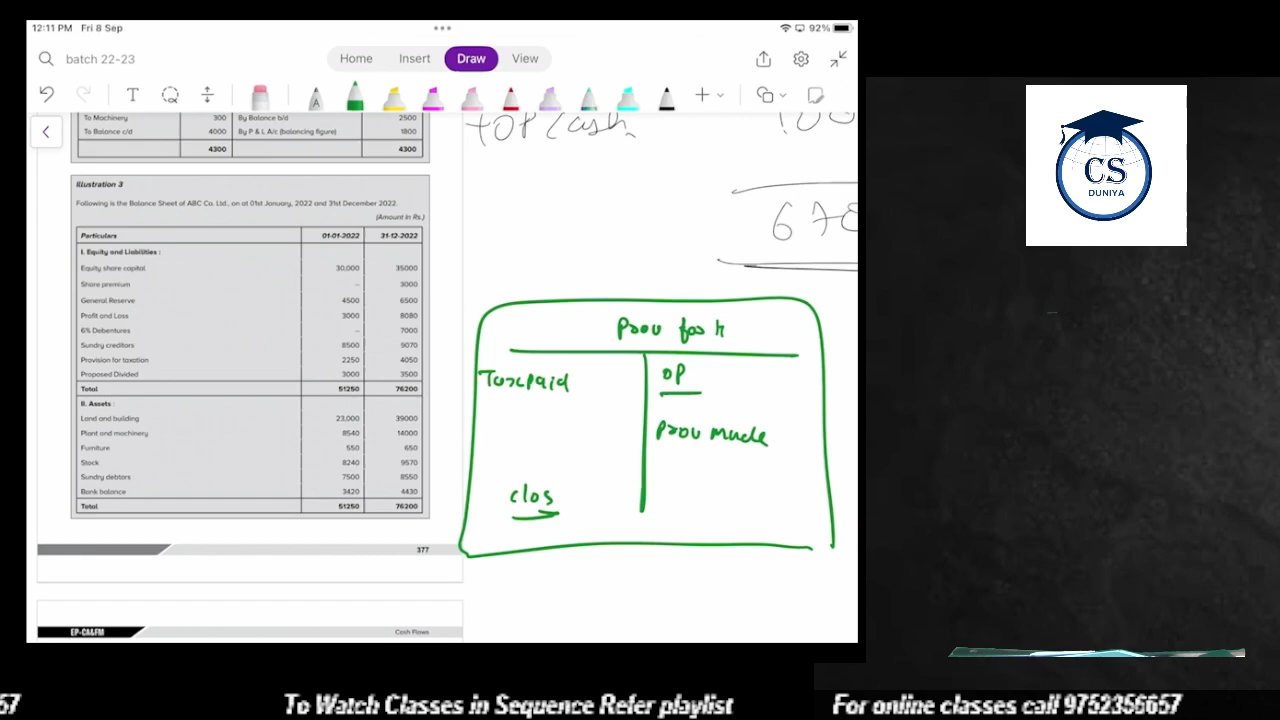 12:11 PM Fri 8 Sep
92%
batch 22-23
Home Insert Draw View
To Machinery 300 By Balance b/d 2500
To Balance c/d 4000 By P & L A/c (balancing figure) 1800
4300 4300
Illustration 3
Following is the Balance Sheet of ABC Co. Ltd., on at 01st January, 2022 and 31st December 2022.
(Amount in Rs.)
Particulars 01-01-2022 31-12-2022
I. Equity and Liabilities :
Equity share capital 30,000 35000
Share premium – 3000
General Reserve 4500 6500
Profit and Loss 3000 8080
6% Debentures – 7000
Sundry creditors 8500 9070
Provision for taxation 2250 4050
Proposed Divided 3000 3500
Total 51250 76200
II. Assets :
Land and building 23,000 39000
Plant and machinery 8540 14000
Furniture 550 650
Stock 8240 9570
Sundry debtors 7500 8550
Bank balance 3420 4430
Total 51250 76200
377
EP-CA&FM Cash Flows
+OP Cash
678
Prov for
Tax paid OP
Prov made
clos
CS
DUNIYA
57 To Watch Classes in Sequence Refer playlist For online classes call 9752356657